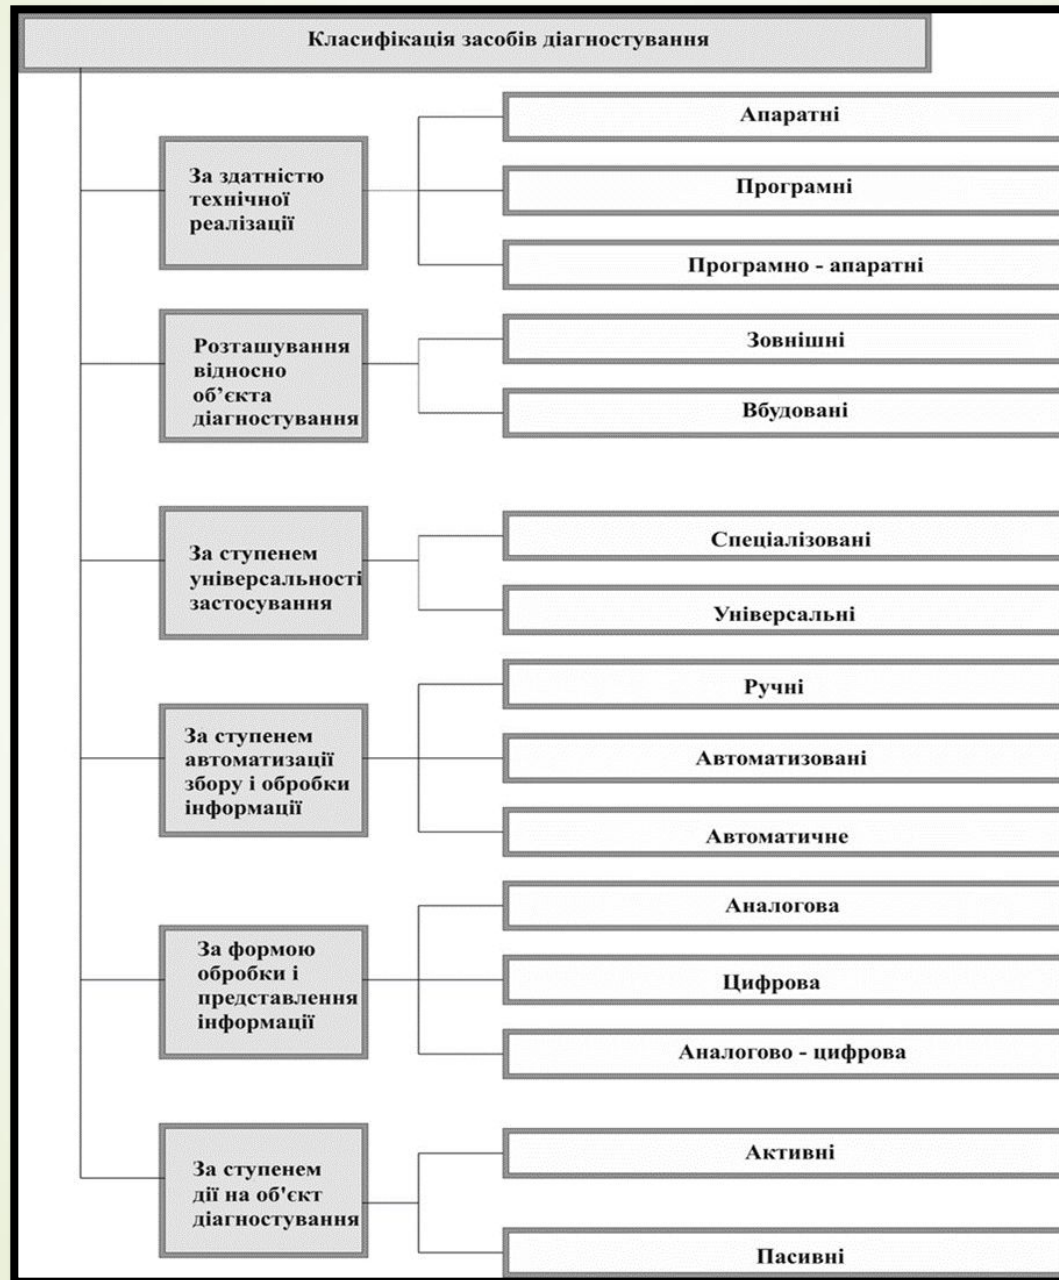 Класифікація засобів діагностування
За здатністю
технічної
реалізації
Апаратні
Програмні
Програмно - апаратні
Розташування
відносно
об’єкта
діагностування
Зовнішні
Вбудовані
За ступенем
універсальності
застосування
Спеціалізовані
Універсальні
За ступенем
автоматизації
збору і обробки
інформації
Ручні
Автоматизовані
Автоматичне
За формою
обробки і
представлення
інформації
Аналогова
Цифрова
Аналогово - цифрова
За ступенем
дії на об'єкт
діагностування
Активні
Пасивні